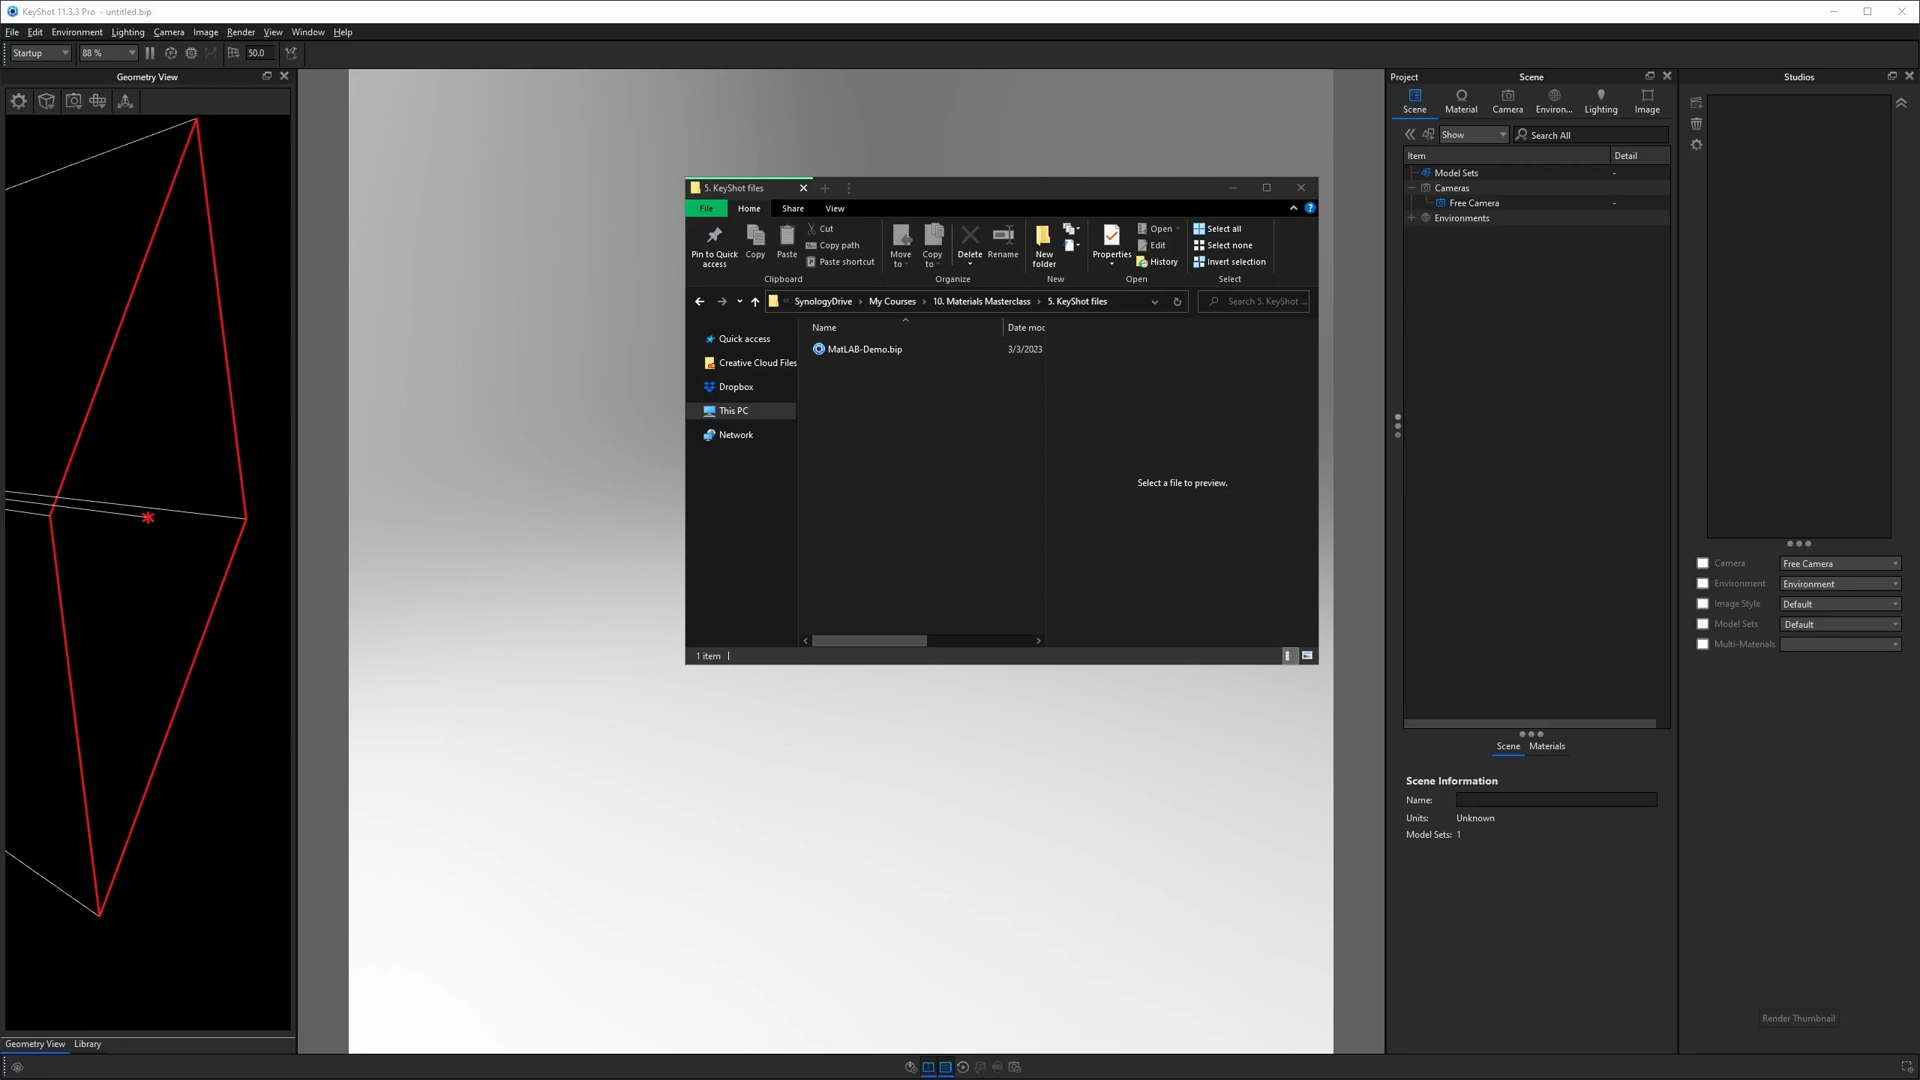 KeyShot 11.3.3 Pro - untitled.bip
File Edit Environment Lighting Camera Image Render View Window Help
Startup 88 % 50.0
Geometry View
Project Scene
Studios
Scene Material Camera Environ... Lighting Image
Show Search All
Item Detail
Model Sets -
Cameras
Free Camera -
Environments
5. KeyShot files
File Home Share View
Pin to Quick access
Copy
Paste
Cut
Copy path
Paste shortcut
Clipboard
Move to
Copy to
Delete
Rename
Organize
New folder
New
Properties
Open
Edit
History
Open
Select all
Select none
Invert selection
Select
SynologyDrive My Courses 10. Materials Masterclass 5. KeyShot files
Search 5. KeyShot ...
Name Date moc
MatLAB-Demo.bip 3/3/2023
Quick access
Creative Cloud Files
Dropbox
This PC
Network
Select a file to preview.
1 item
Camera Free Camera
Environment Environment
Image Style Default
Model Sets Default
Multi-Materials
Scene Materials
Scene Information
Name:
Units: Unknown
Model Sets: 1
Render Thumbnail
Geometry View Library